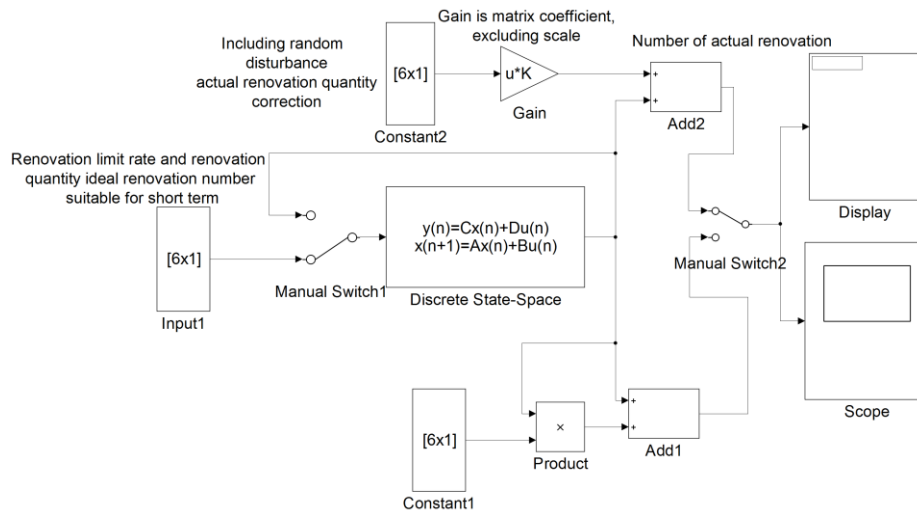 Including random
disturbance
actual renovation quantity
correction
[6x1]
Constant2
Gain is matrix coefficient,
excluding scale
u*K
Gain
Number of actual renovation
+
+
Add2
Renovation limit rate and renovation
quantity ideal renovation number
suitable for short term
[6x1]
Input1
Manual Switch1
y(n)=Cx(n)+Du(n)
x(n+1)=Ax(n)+Bu(n)
Discrete State-Space
Manual Switch2
Display
Scope
[6x1]
Constant1
×
Product
+
+
Add1